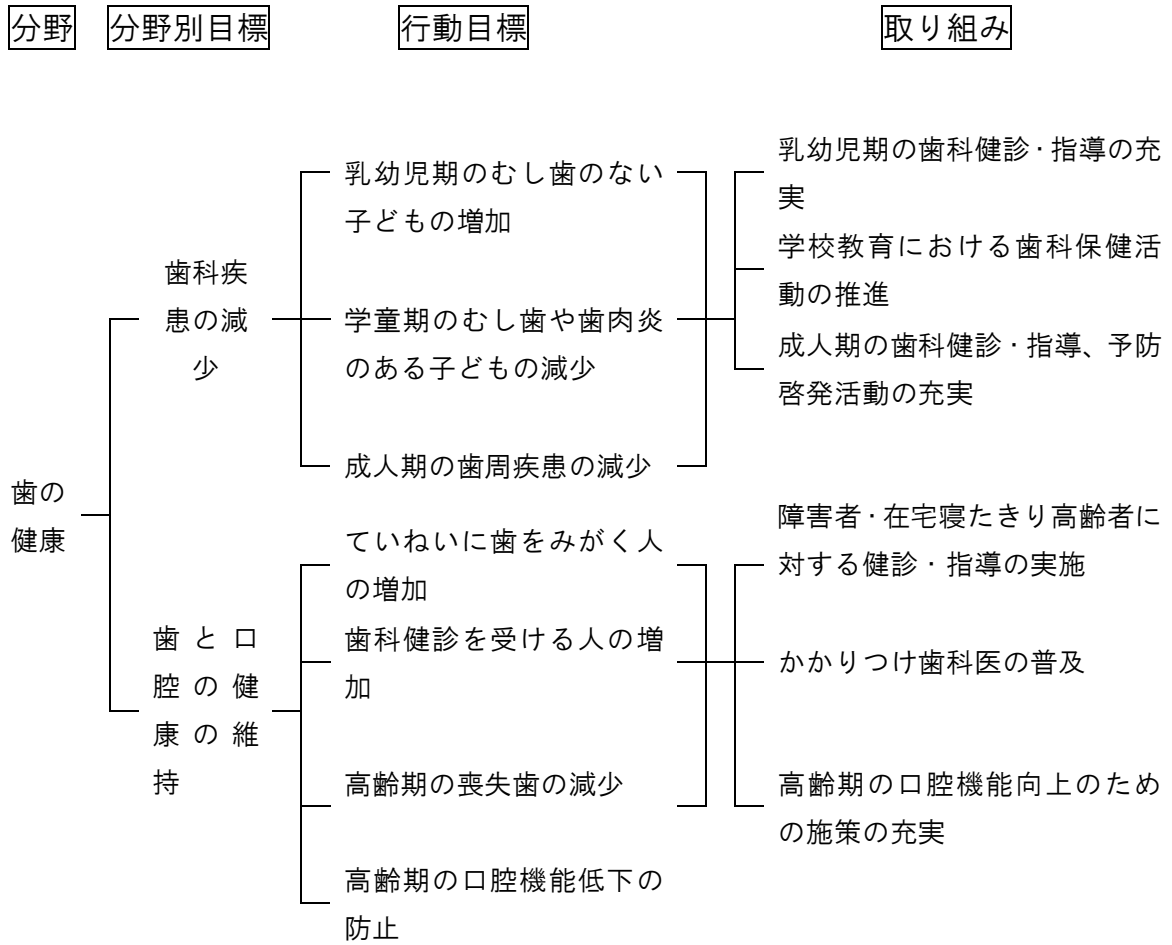 分野 分野別目標 行動目標 取り組み
歯の
健康
歯科疾
患の減
少
乳幼児期のむし歯のない
子どもの増加
学童期のむし歯や歯肉炎
のある子どもの減少
成人期の歯周疾患の減少
乳幼児期の歯科健診・指導の充
実
学校教育における歯科保健活
動の推進
成人期の歯科健診・指導、予防
啓発活動の充実
歯と口
腔の健
康の維
持
ていねいに歯をみがく人
の増加
歯科健診を受ける人の増
加
高齢期の喪失歯の減少
高齢期の口腔機能低下の
防止
障害者・在宅寝たきり高齢者に
対する健診・指導の実施
かかりつけ歯科医の普及
高齢期の口腔機能向上のため
の施策の充実